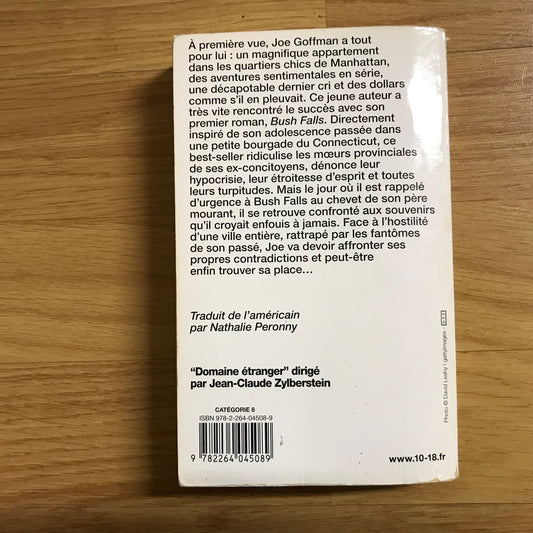 À première vue, Joe Goffman a tout
pour lui : un magnifique appartement
dans les quartiers chics de Manhattan,
des aventures sentimentales en série,
une décapotable dernier cri et des dollars
comme s'il en pleuvait. Ce jeune auteur a
très vite rencontré le succès avec son
premier roman, Bush Falls. Directement
inspiré de son adolescence passée dans
une petite bourgade du Connecticut, ce
best-seller ridiculise les mœurs provinciales
de ses ex-concitoyens, dénonce leur
hypocrisie, leur étroitesse d'esprit et toutes
leurs turpitudes. Mais le jour où il est rappelé
d'urgence à Bush Falls au chevet de son père
mourant, il se retrouve confronté aux souvenirs
qu'il croyait enfouis à jamais. Face à l'hostilité
d'une ville entière, rattrapé par les fantômes
de son passé, Joe va devoir affronter ses
propres contradictions et peut-être
enfin trouver sa place…
Traduit de l'américain
par Nathalie Peronny
"Domaine étranger" dirigé
par Jean-Claude Zylberstein
CATÉGORIE 8
ISBN 978-2-264-04508-9
9 782264 045089
www.10-18.fr
Photo © David Leahy / gettyimages